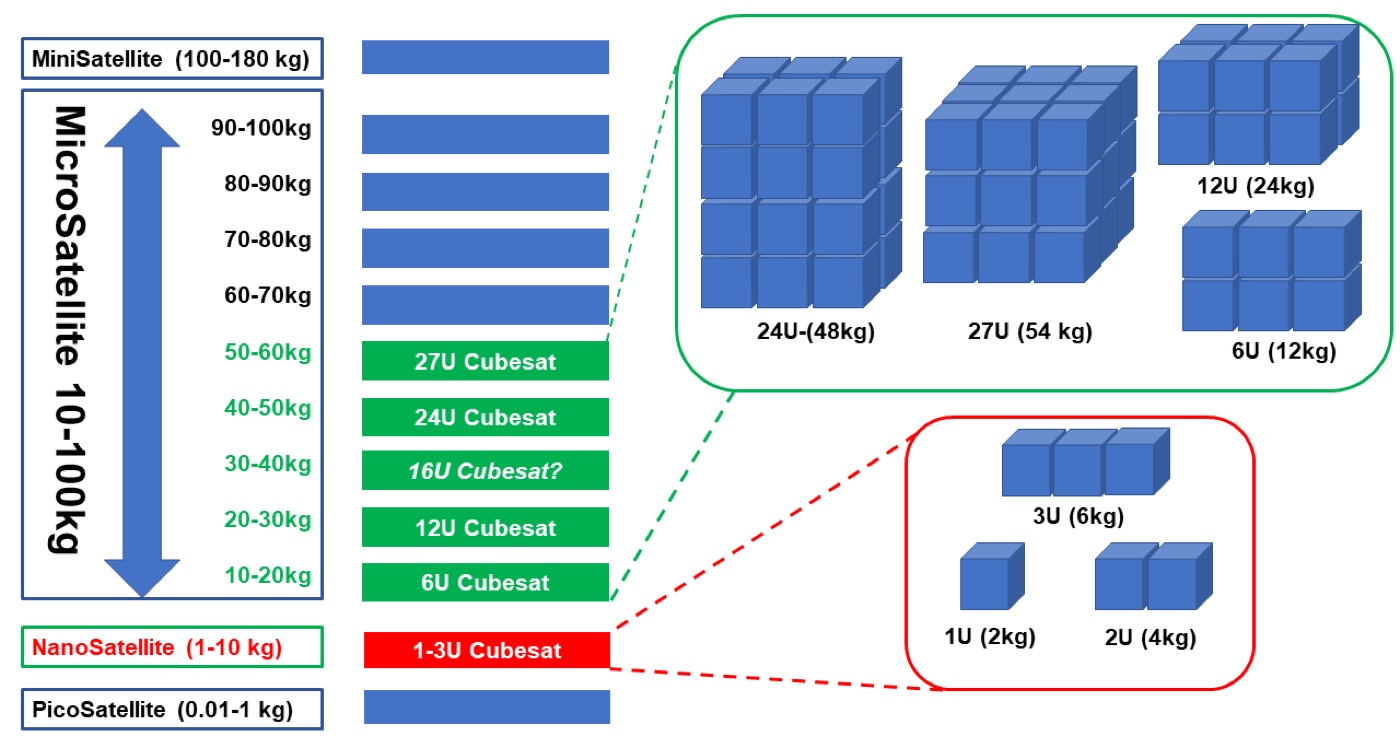 MiniSatellite (100-180 kg)
MicroSatellite 10-100kg
90-100kg
80-90kg
70-80kg
60-70kg
50-60kg
27U Cubesat
40-50kg
24U Cubesat
30-40kg
16U Cubesat?
20-30kg
12U Cubesat
10-20kg
6U Cubesat
NanoSatellite (1-10 kg)
1-3U Cubesat
PicoSatellite (0.01-1 kg)
24U-(48kg)
27U (54 kg)
12U (24kg)
6U (12kg)
3U (6kg)
1U (2kg)
2U (4kg)